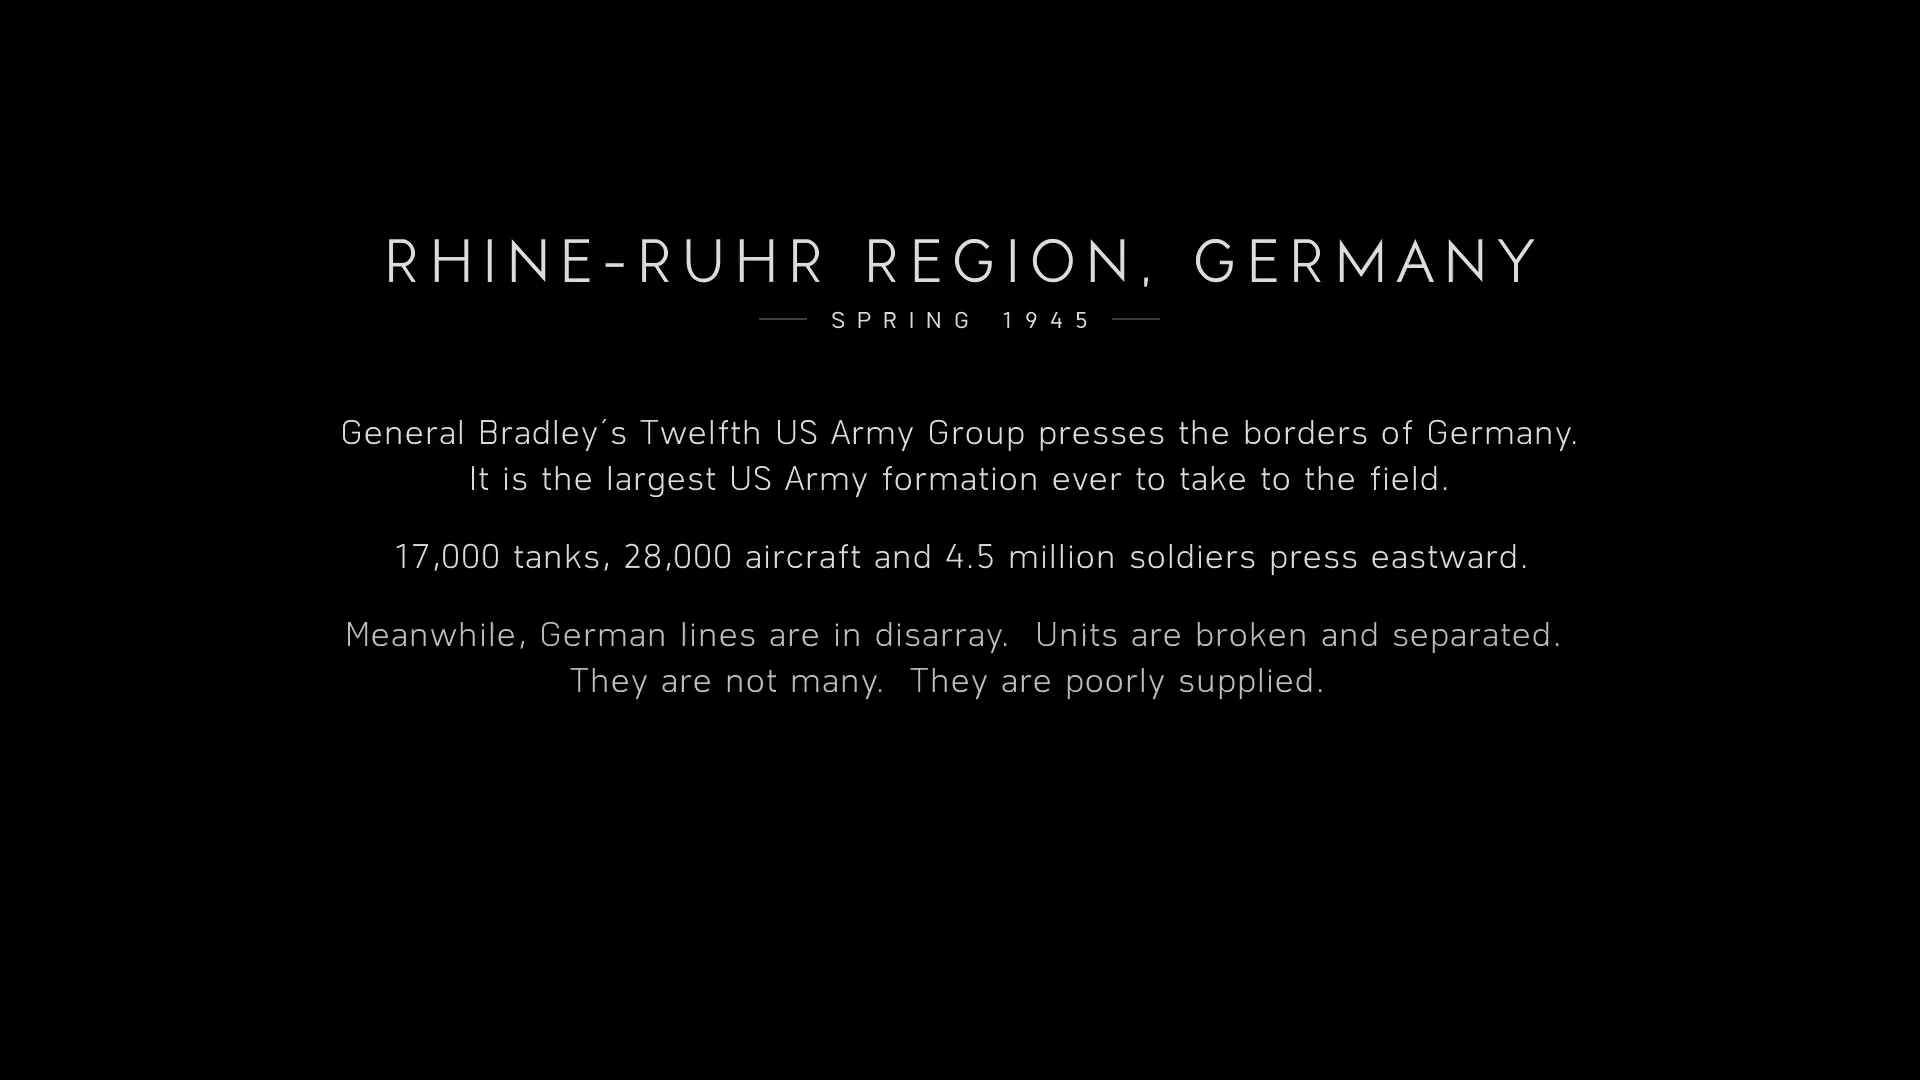 RHINE-RUHR REGION, GERMANY
SPRING 1945
General Bradley´s Twelfth US Army Group presses the borders of Germany.
It is the largest US Army formation ever to take to the field.
17,000 tanks, 28,000 aircraft and 4.5 million soldiers press eastward.
Meanwhile, German lines are in disarray.  Units are broken and separated.
They are not many.  They are poorly supplied.